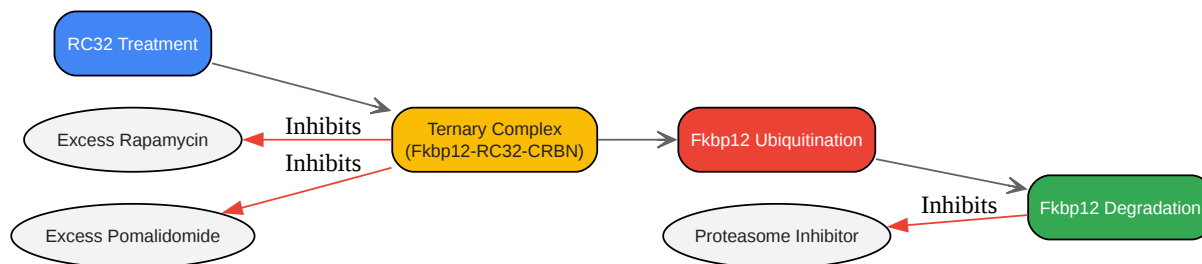 RC32 Treatment
Excess Rapamycin
Inhibits
Ternary Complex
(Fkbp12-RC32-CRBN)
Fkbp12 Ubiquitination
Inhibits
Excess Pomalidomide
Inhibits
Proteasome Inhibitor
Fkbp12 Degradation